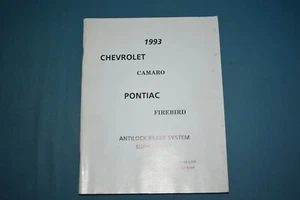 1993
CHEVROLET
CAMARO
PONTIAC
FIREBIRD
ANTILOCK BRAKE SYSTEM